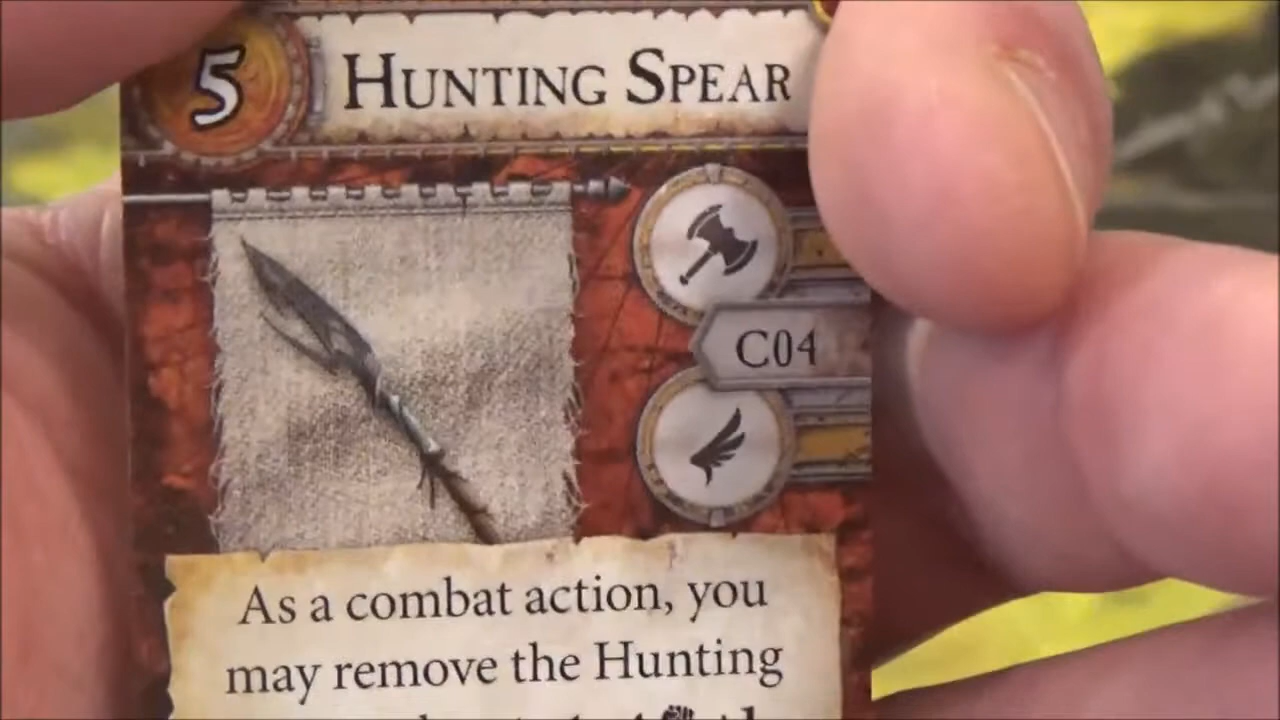 5 HUNTING SPEAR
C04
As a combat action, you
may remove the Hunting